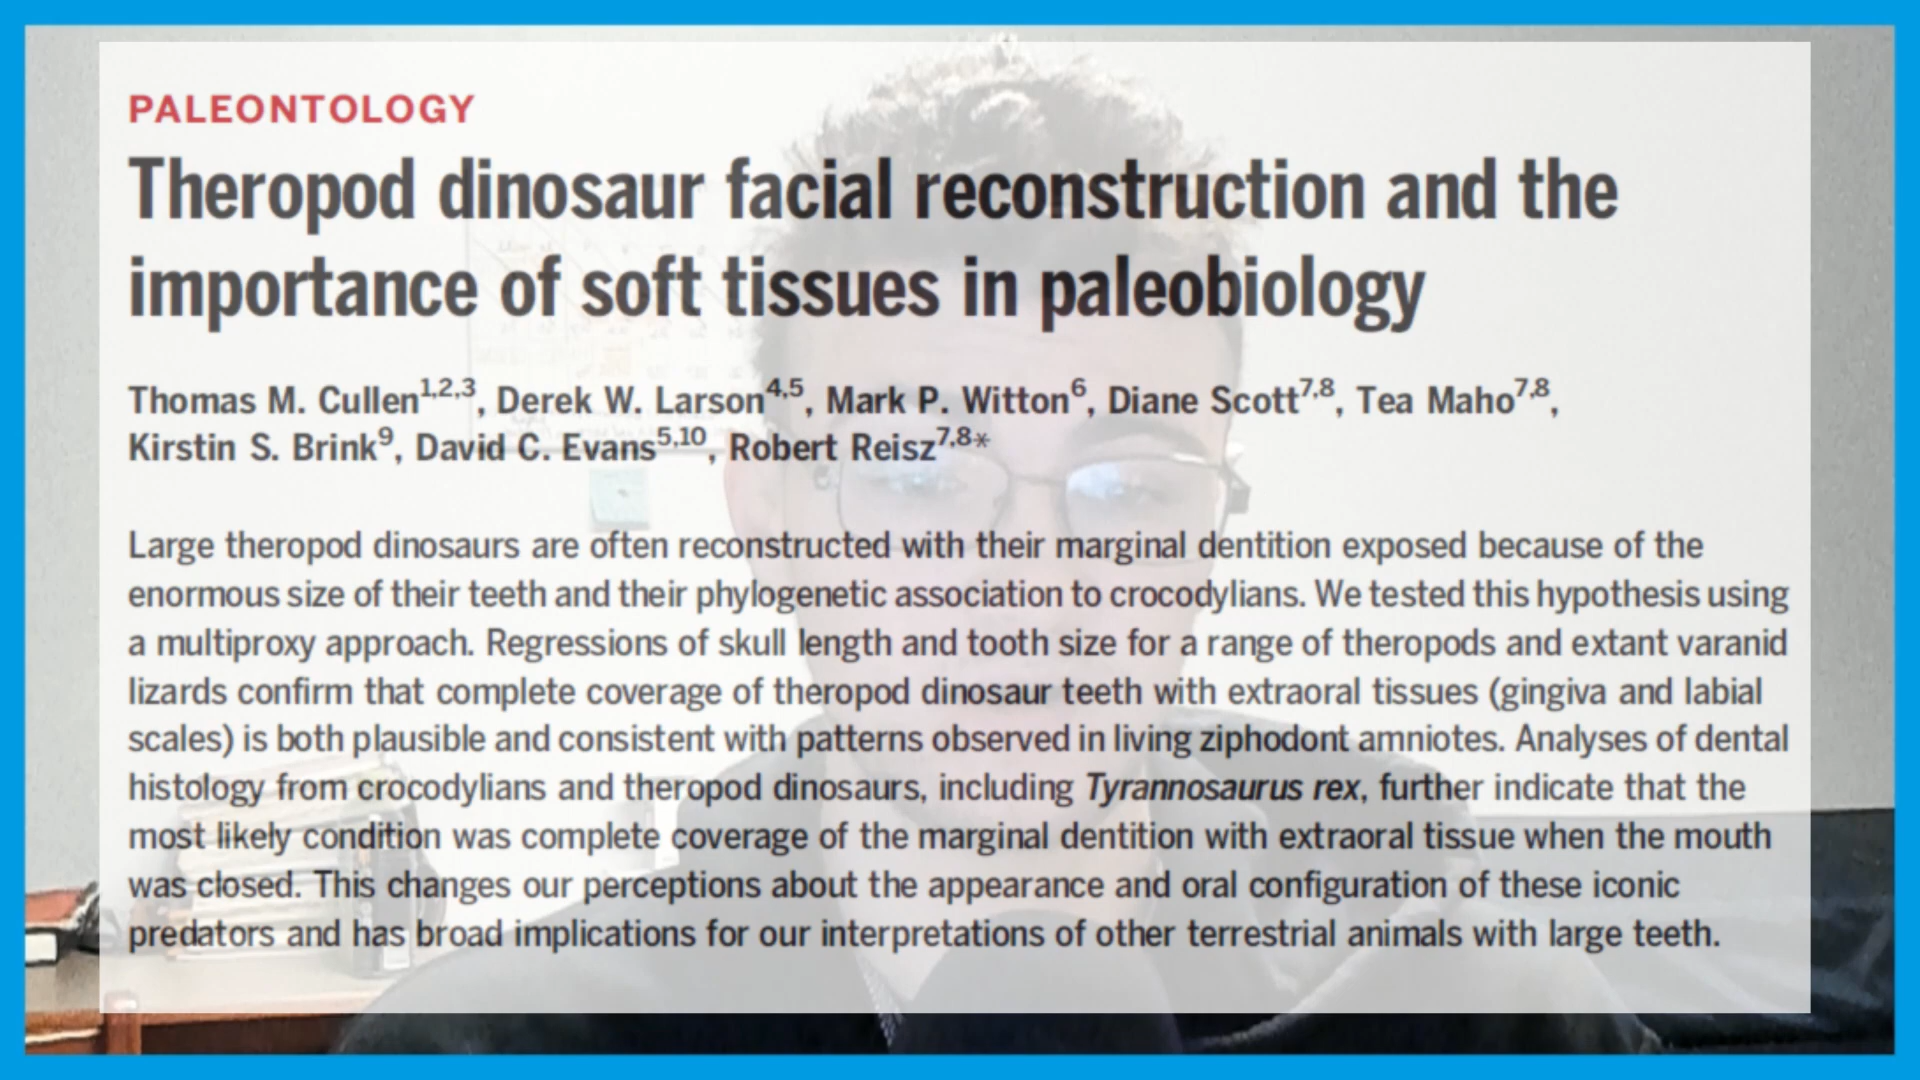 PALEONTOLOGY
Theropod dinosaur facial reconstruction and the
importance of soft tissues in paleobiology
Thomas M. Cullen1,2,3, Derek W. Larson4,5, Mark P. Witton6, Diane Scott7,8, Tea Maho7,8,
Kirstin S. Brink9, David C. Evans5,10, Robert Reisz7,8*
Large theropod dinosaurs are often reconstructed with their marginal dentition exposed because of the
enormous size of their teeth and their phylogenetic association to crocodylians. We tested this hypothesis using
a multiproxy approach. Regressions of skull length and tooth size for a range of theropods and extant varanid
lizards confirm that complete coverage of theropod dinosaur teeth with extraoral tissues (gingiva and labial
scales) is both plausible and consistent with patterns observed in living ziphodont amniotes. Analyses of dental
histology from crocodylians and theropod dinosaurs, including Tyrannosaurus rex, further indicate that the
most likely condition was complete coverage of the marginal dentition with extraoral tissue when the mouth
was closed. This changes our perceptions about the appearance and oral configuration of these iconic
predators and has broad implications for our interpretations of other terrestrial animals with large teeth.